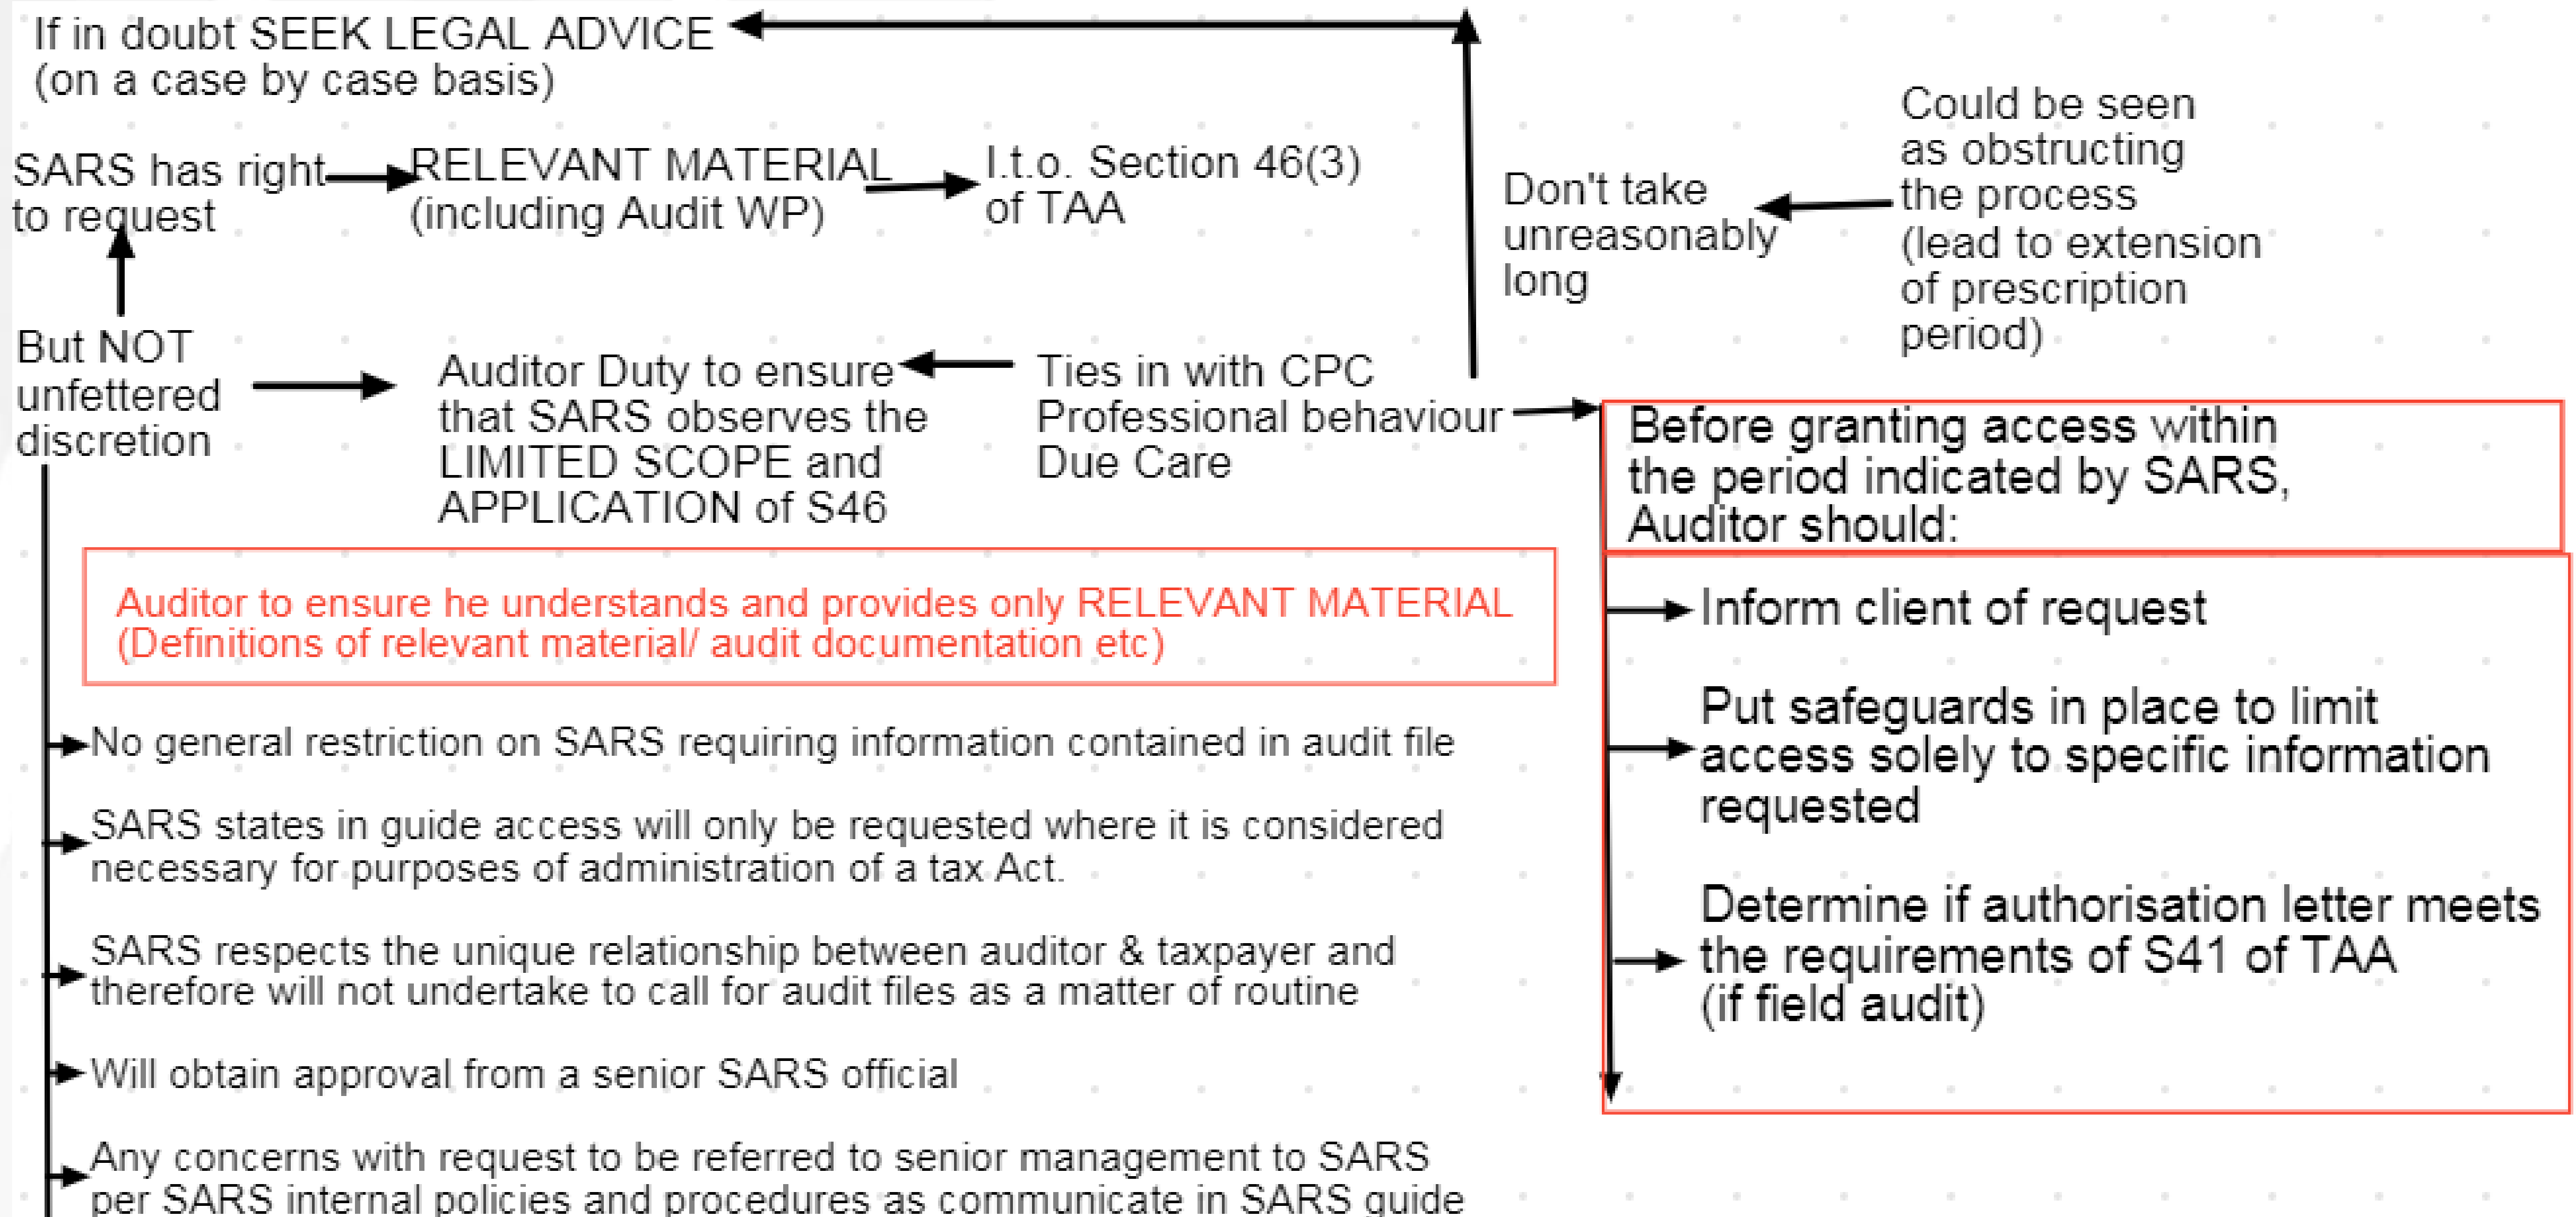 If in doubt SEEK LEGAL ADVICE
(on a case by case basis)
SARS has right
to request
RELEVANT MATERIAL
(including Audit WP)
I.t.o. Section 46(3)
of TAA
Don't take
unreasonably
long
Could be seen
as obstructing
the process
(lead to extension
of prescription
period)
But NOT
unfettered
discretion
Auditor Duty to ensure
that SARS observes the
LIMITED SCOPE and
APPLICATION of S46
Ties in with CPC
Professional behaviour
Due Care
Before granting access within
the period indicated by SARS,
Auditor should:
Inform client of request
Put safeguards in place to limit
access solely to specific information
requested
Determine if authorisation letter meets
the requirements of S41 of TAA
(if field audit)
Auditor to ensure he understands and provides only RELEVANT MATERIAL
(Definitions of relevant material/ audit documentation etc)
No general restriction on SARS requiring information contained in audit file
SARS states in guide access will only be requested where it is considered
necessary for purposes of administration of a tax Act.
SARS respects the unique relationship between auditor & taxpayer and
therefore will not undertake to call for audit files as a matter of routine
Will obtain approval from a senior SARS official
Any concerns with request to be referred to senior management to SARS
per SARS internal policies and procedures as communicate in SARS guide